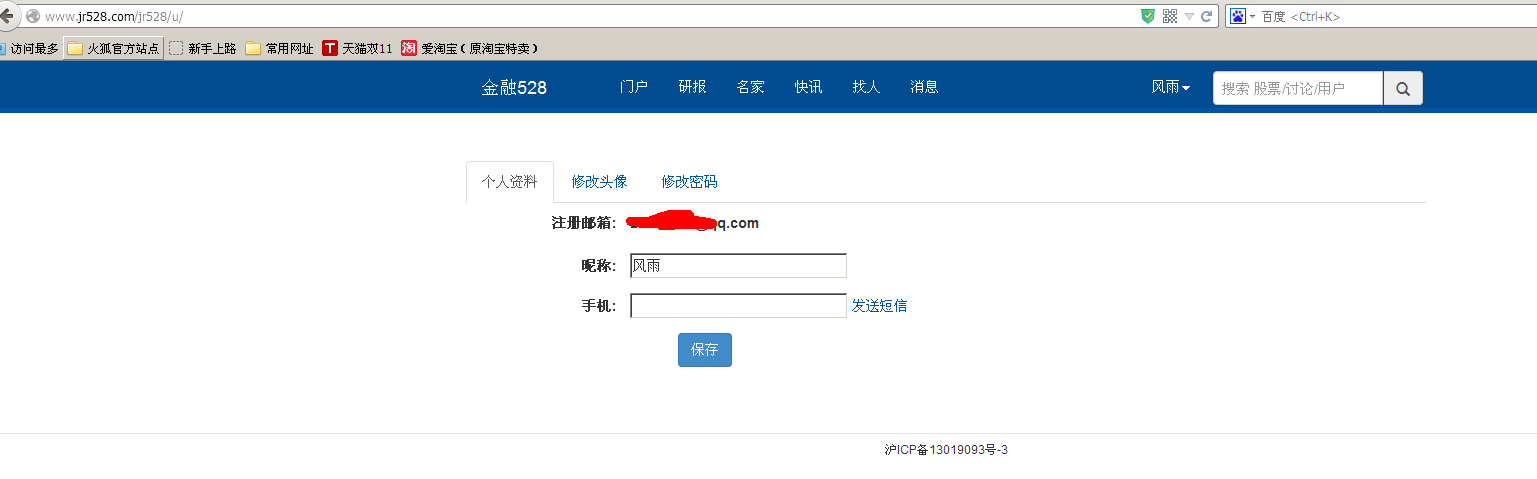 www.jr528.com/jr528/u/
百度 <Ctrl+K>
访问最多 火狐官方站点 新手上路 常用网址 T 天猫双11 淘 爱淘宝（原淘宝特卖）
金融528 门户 研报 名家 快讯 找人 消息 风雨 搜索 股票/讨论/用户
个人资料 修改头像 修改密码
注册邮箱: qq.com
昵称: 风雨
手机: 发送短信
保存
沪ICP备13019093号-3